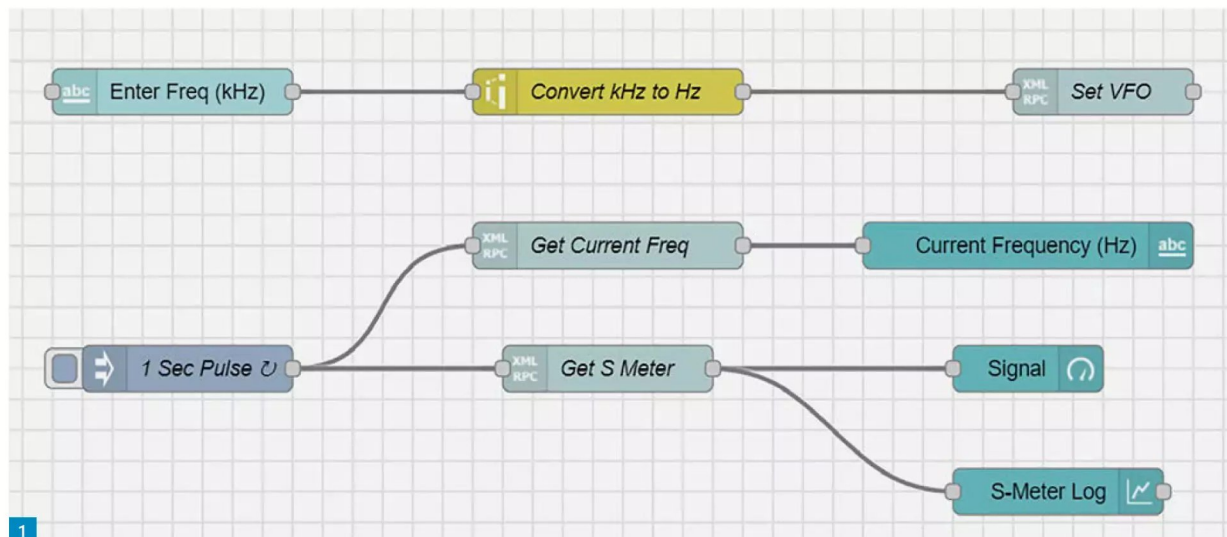 abc Enter Freq (kHz)
Convert kHz to Hz
XML
RPC
Set VFO
XML
RPC
Get Current Freq
Current Frequency (Hz) abc
1 Sec Pulse ↻
XML
RPC
Get S Meter
Signal
S-Meter Log
1